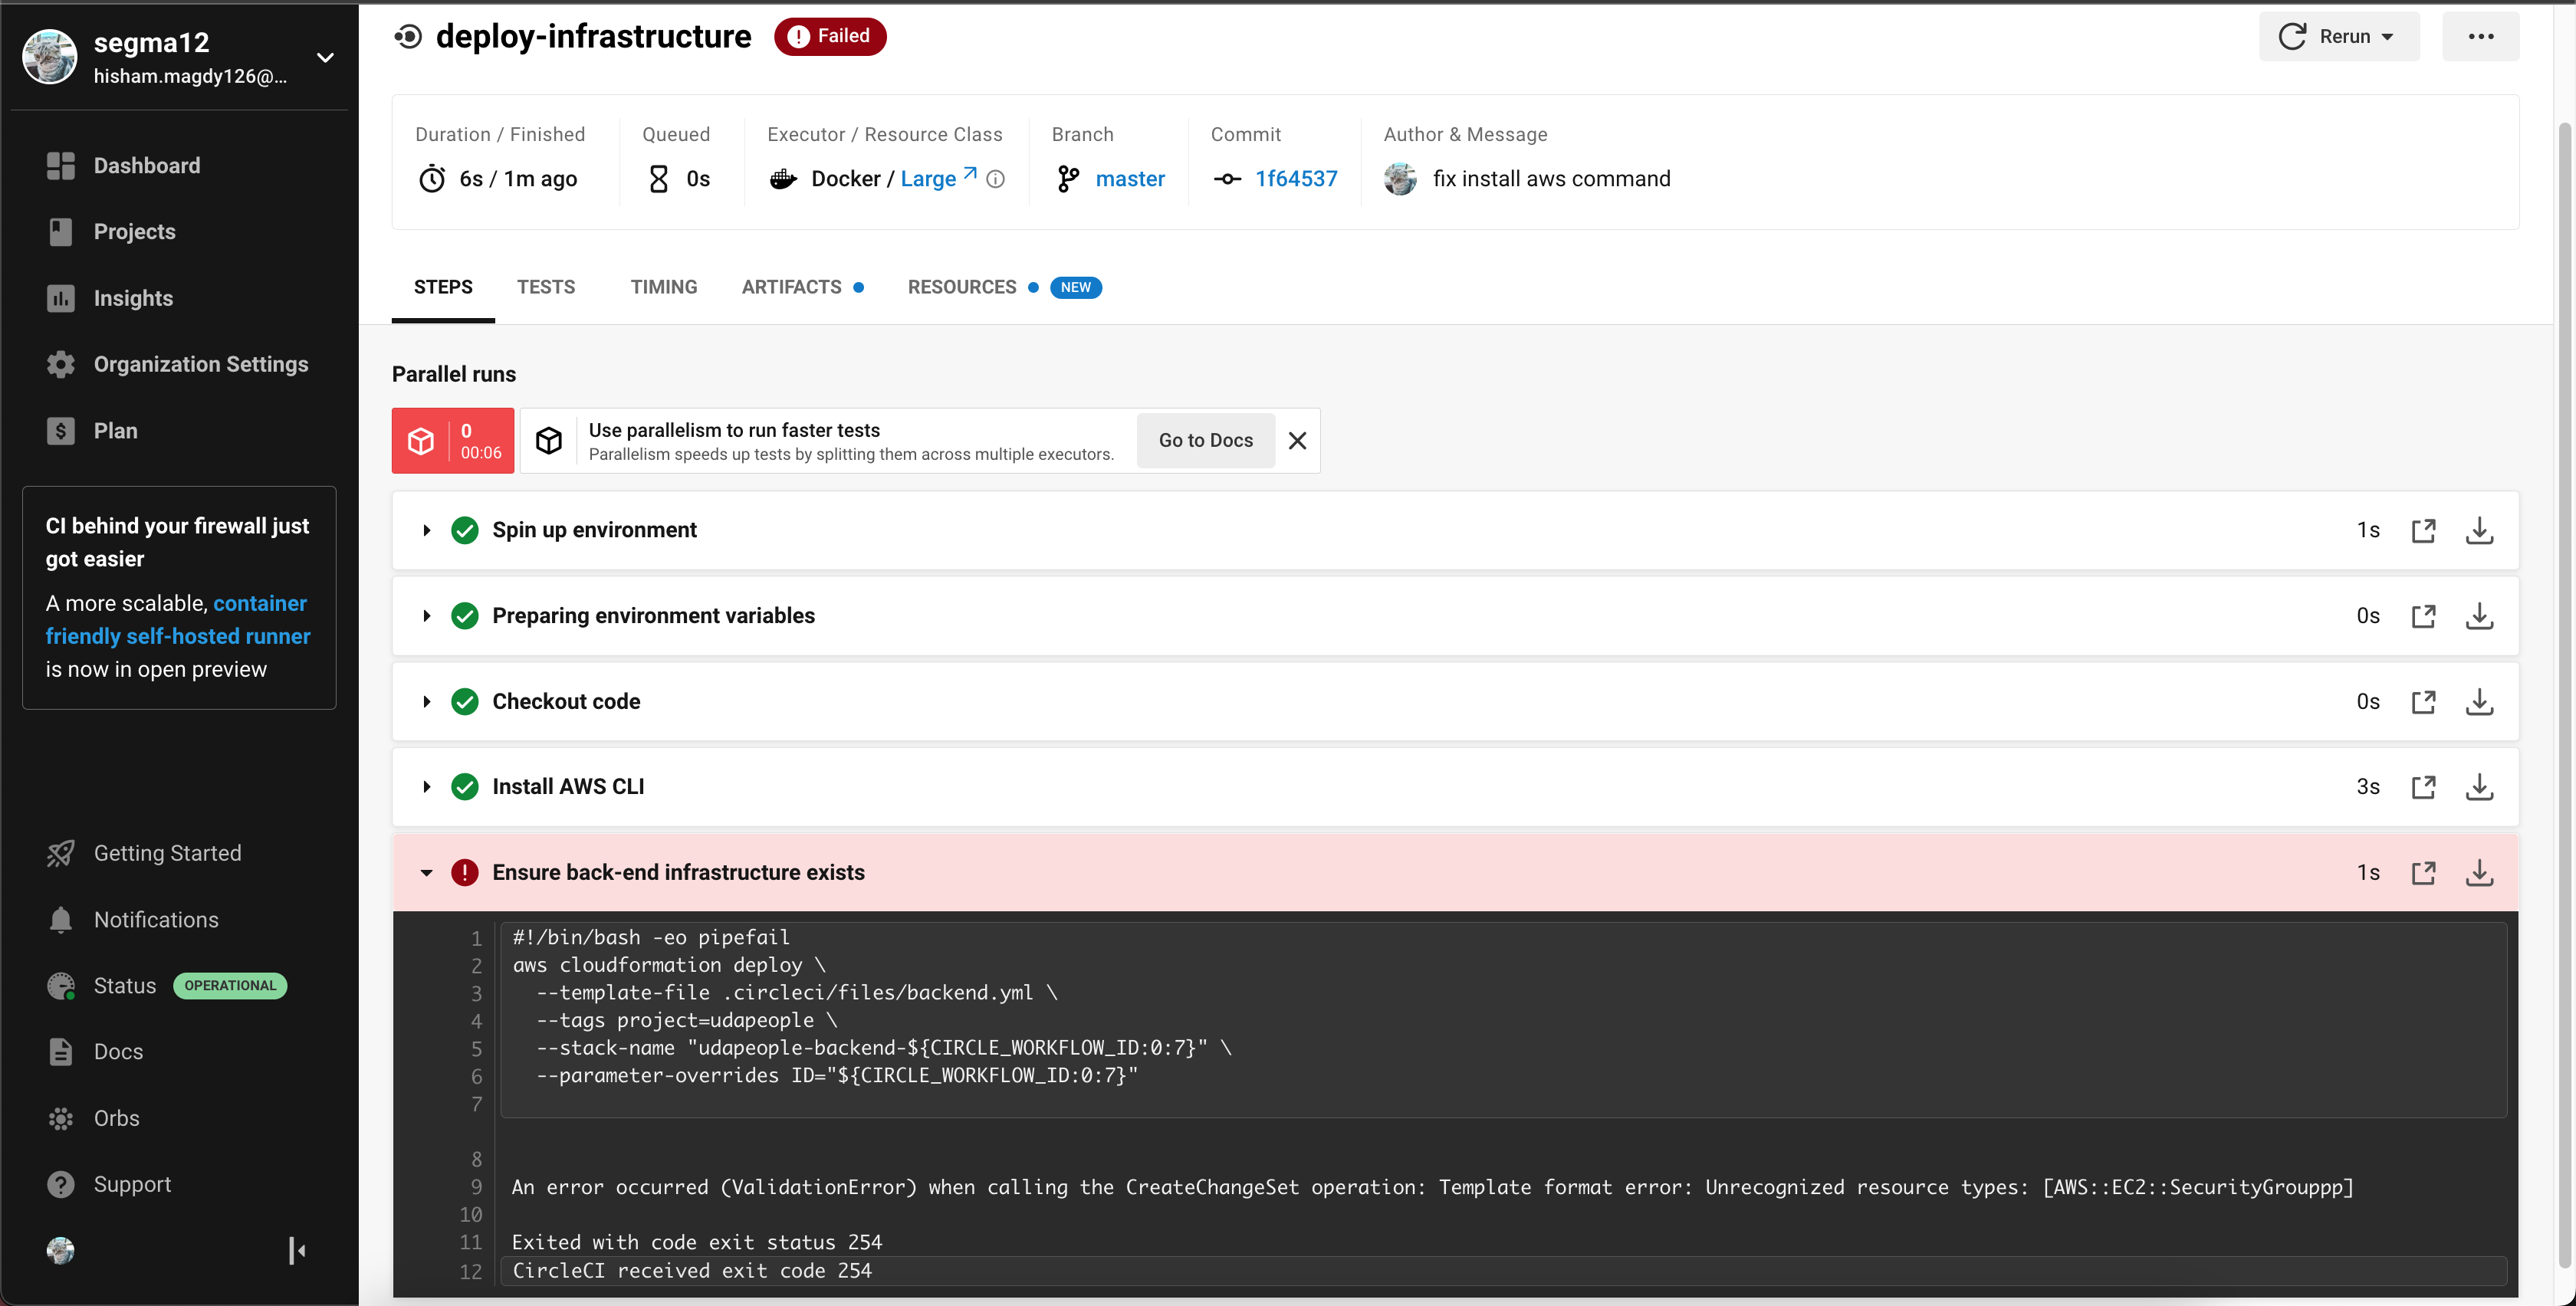 segma12
hisham.magdy126@...
Dashboard
Projects
Insights
Organization Settings
Plan
CI behind your firewall just
got easier
A more scalable, container
friendly self-hosted runner
is now in open preview
Getting Started
Notifications
Status OPERATIONAL
Docs
Orbs
Support
deploy-infrastructure Failed
Rerun
Duration / Finished
6s / 1m ago
Queued
0s
Executor / Resource Class
Docker / Large
Branch
master
Commit
1f64537
Author & Message
fix install aws command
STEPS TESTS TIMING ARTIFACTS RESOURCES NEW
Parallel runs
0
00:06
Use parallelism to run faster tests
Parallelism speeds up tests by splitting them across multiple executors.
Go to Docs
Spin up environment 1s
Preparing environment variables 0s
Checkout code 0s
Install AWS CLI 3s
Ensure back-end infrastructure exists 1s
1 #!/bin/bash -eo pipefail
2 aws cloudformation deploy \
3 --template-file .circleci/files/backend.yml \
4 --tags project=udapeople \
5 --stack-name "udapeople-backend-${CIRCLE_WORKFLOW_ID:0:7}" \
6 --parameter-overrides ID="${CIRCLE_WORKFLOW_ID:0:7}"
7
8
9 An error occurred (ValidationError) when calling the CreateChangeSet operation: Template format error: Unrecognized resource types: [AWS::EC2::SecurityGrouppp]
10
11 Exited with code exit status 254
12 CircleCI received exit code 254